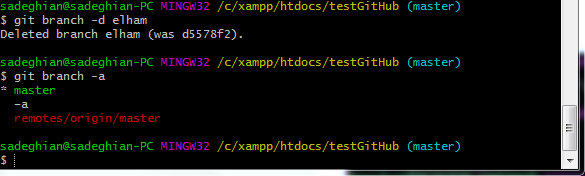 sadeghian@sadeghian-PC MINGW32 /c/xampp/htdocs/testGitHub (master)
$ git branch -d elham
Deleted branch elham (was d5578f2).
sadeghian@sadeghian-PC MINGW32 /c/xampp/htdocs/testGitHub (master)
$ git branch -a
* master
-a
remotes/origin/master
sadeghian@sadeghian-PC MINGW32 /c/xampp/htdocs/testGitHub (master)
$